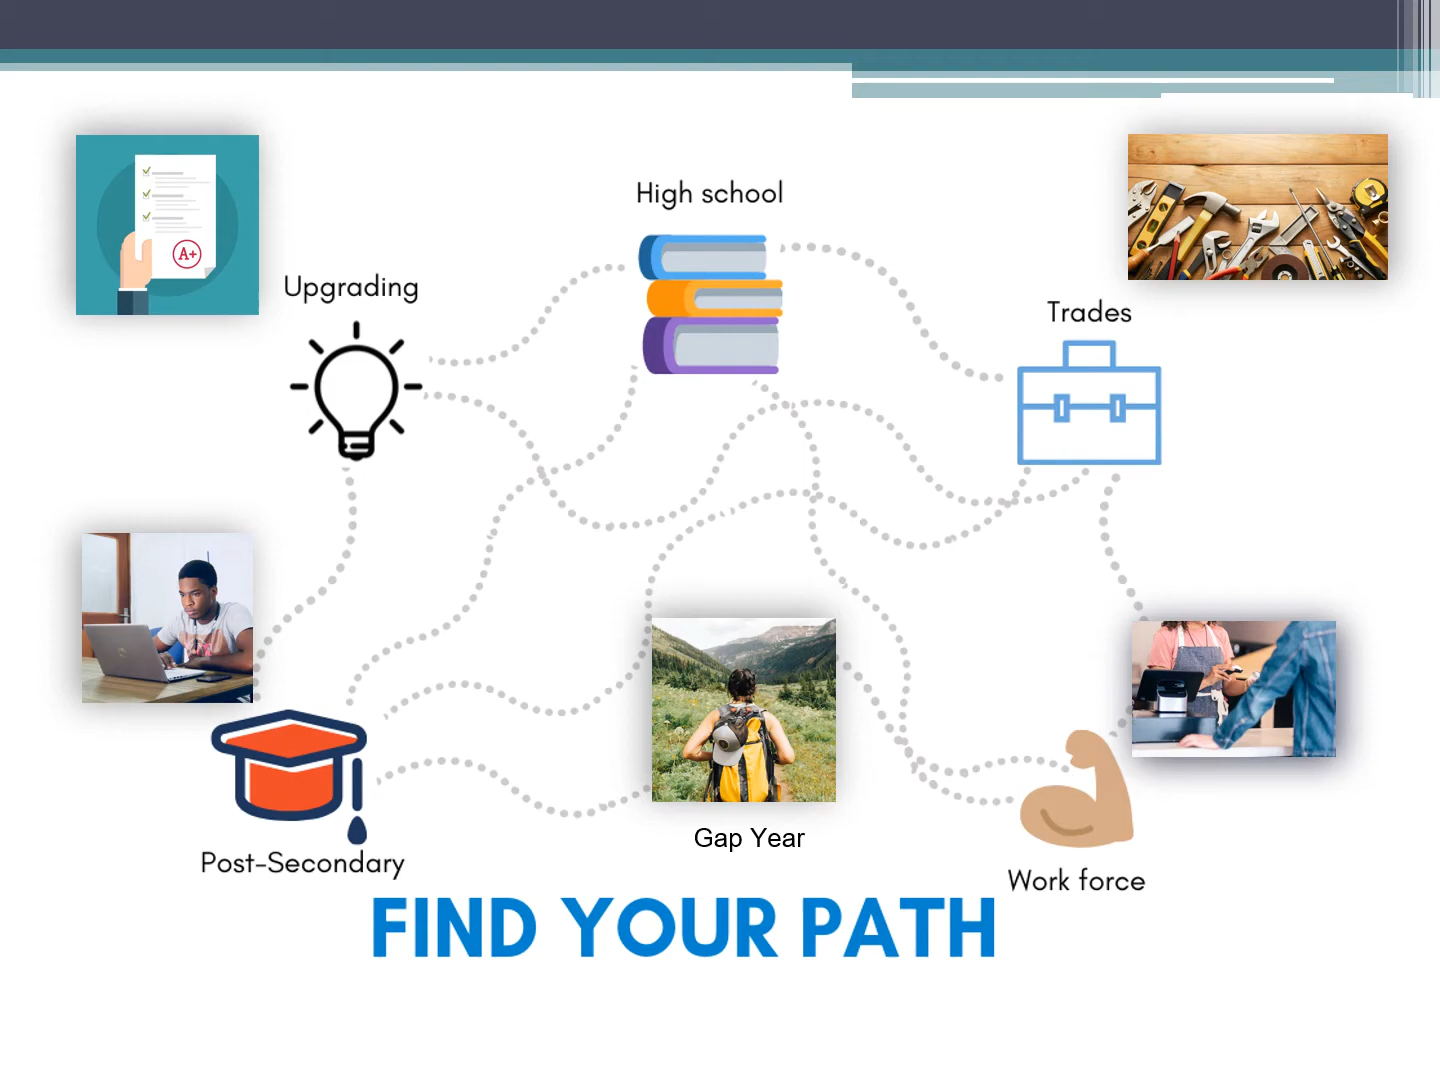 High school
Upgrading
A+
Trades
Gap Year
Post-Secondary
Work force
FIND YOUR PATH